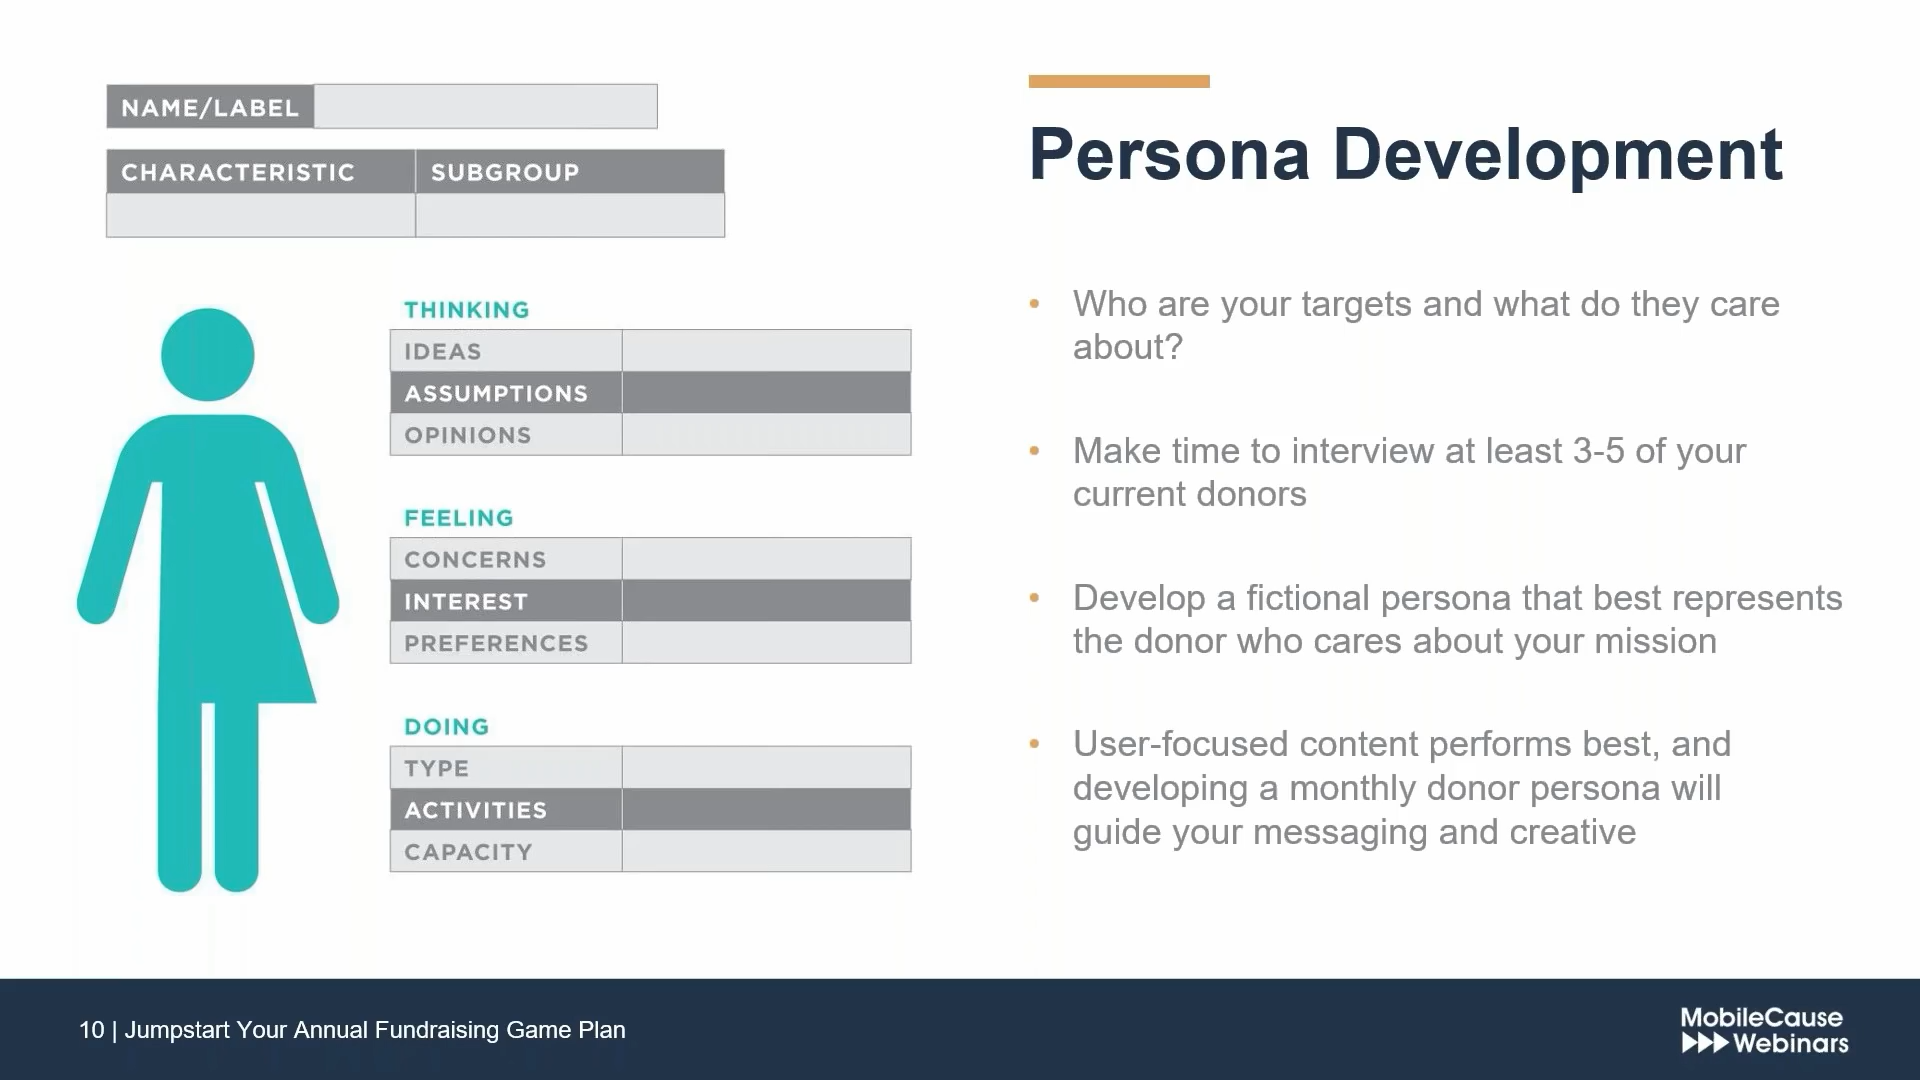 NAME/LABEL
CHARACTERISTIC SUBGROUP
THINKING
IDEAS
ASSUMPTIONS
OPINIONS
FEELING
CONCERNS
INTEREST
PREFERENCES
DOING
TYPE
ACTIVITIES
CAPACITY
Persona Development
• Who are your targets and what do they care
about?
• Make time to interview at least 3-5 of your
current donors
• Develop a fictional persona that best represents
the donor who cares about your mission
• User-focused content performs best, and
developing a monthly donor persona will
guide your messaging and creative
10 | Jumpstart Your Annual Fundraising Game Plan
MobileCause
Webinars